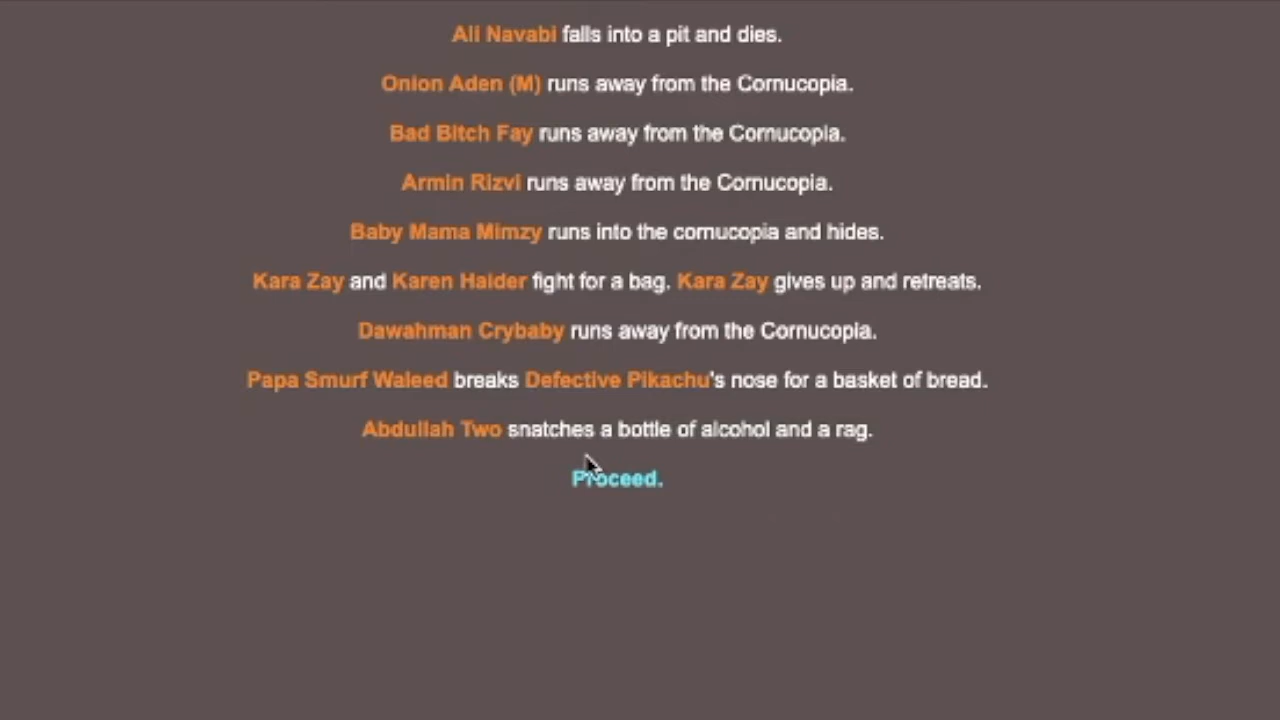 Ali Navabi falls into a pit and dies.
Onion Aden (M) runs away from the Cornucopia.
Bad Bitch Fay runs away from the Cornucopia.
Armin Rizvi runs away from the Cornucopia.
Baby Mama Mimzy runs into the cornucopia and hides.
Kara Zay and Karen Haider fight for a bag. Kara Zay gives up and retreats.
Dawahman Crybaby runs away from the Cornucopia.
Papa Smurf Waleed breaks Defective Pikachu's nose for a basket of bread.
Abdullah Two snatches a bottle of alcohol and a rag.
Proceed.